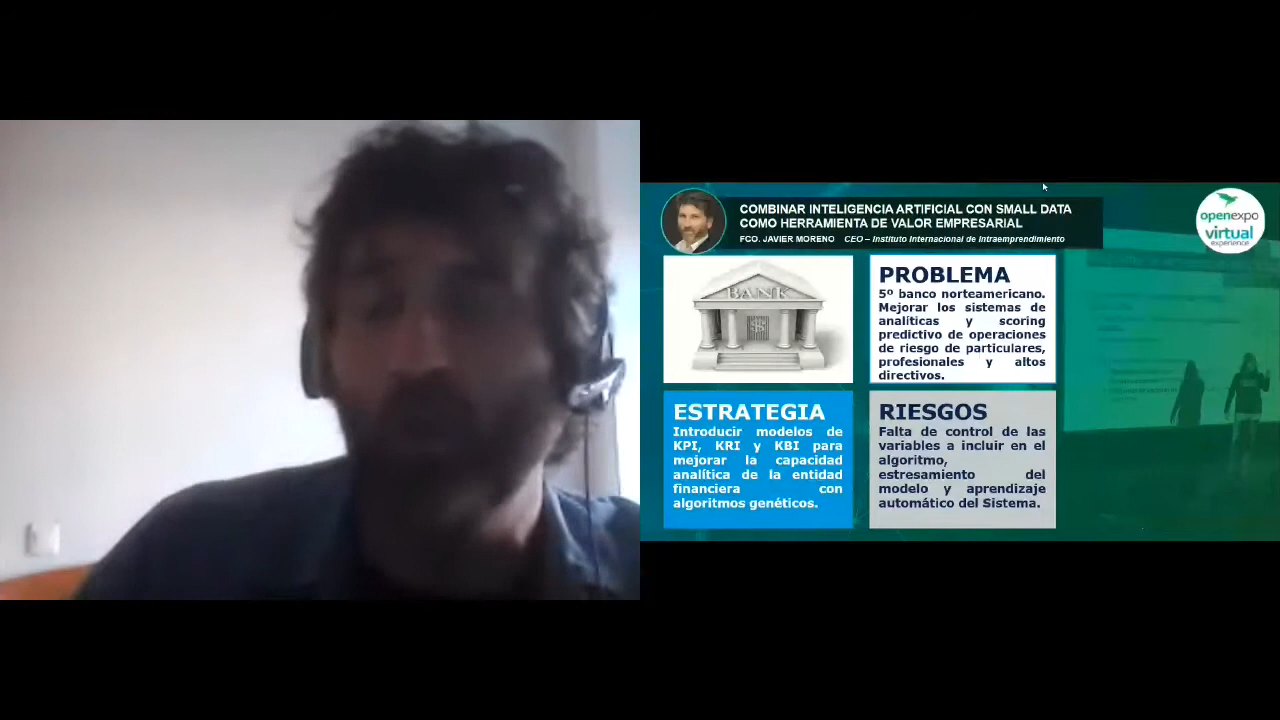 COMBINAR INTELIGENCIA ARTIFICIAL CON SMALL DATA
COMO HERRAMIENTA DE VALOR EMPRESARIAL
FCO. JAVIER MORENO CEO – Instituto Internacional de Intraemprendimiento
openexpo
virtual
experience
BANK
PROBLEMA
5º banco norteamericano.
Mejorar los sistemas de
analíticas y scoring
predictivo de operaciones
de riesgo de particulares,
profesionales y altos
directivos.
ESTRATEGIA
Introducir modelos de
KPI, KRI y KBI para
mejorar la capacidad
analítica de la entidad
financiera con
algoritmos genéticos.
RIESGOS
Falta de control de las
variables a incluir en el
algoritmo,
estresamiento del
modelo y aprendizaje
automático del Sistema.